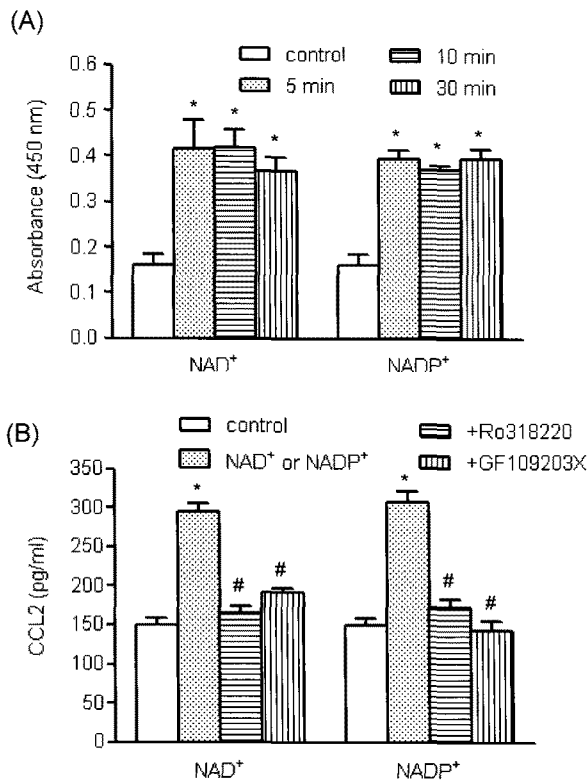 (A)
control
10 min
5 min
30 min
0.6
0.5
0.4
0.3
0.2
0.1
0.0
Absorbance (450 nm)
* * * * * *
NAD⁺ NADP⁺
(B)
control
+Ro318220
NAD⁺ or NADP⁺
+GF109203X
350
300
250
200
150
100
50
0
CCL2 (pg/ml)
* # # * # #
NAD⁺ NADP⁺